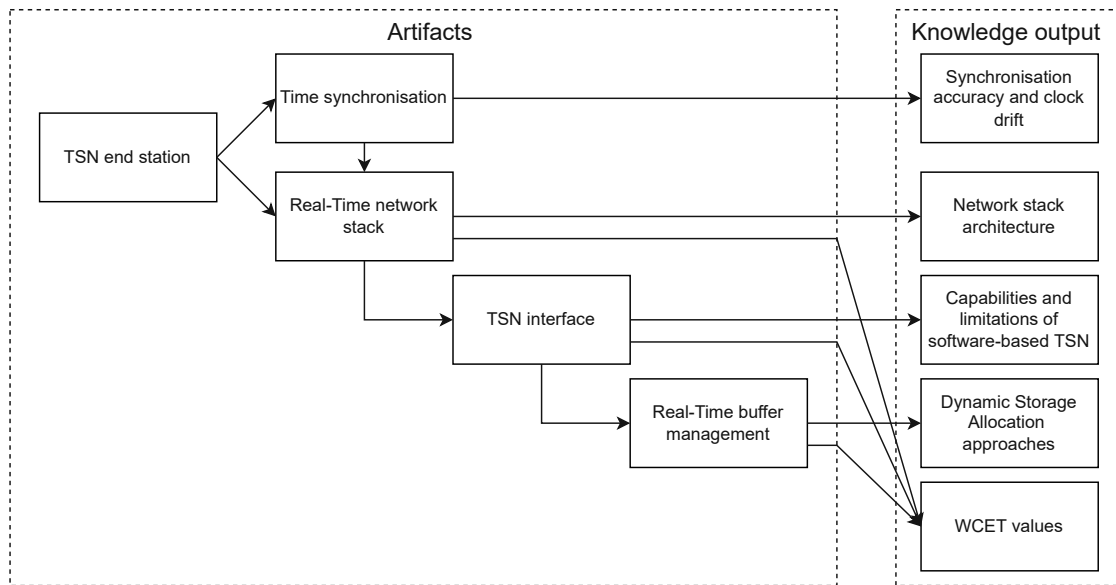 Artifacts
Knowledge output
TSN end station
Time synchronisation
Real-Time network
stack
TSN interface
Real-Time buffer
management
Synchronisation
accuracy and clock
drift
Network stack
architecture
Capabilities and
limitations of
software-based TSN
Dynamic Storage
Allocation
approaches
WCET values